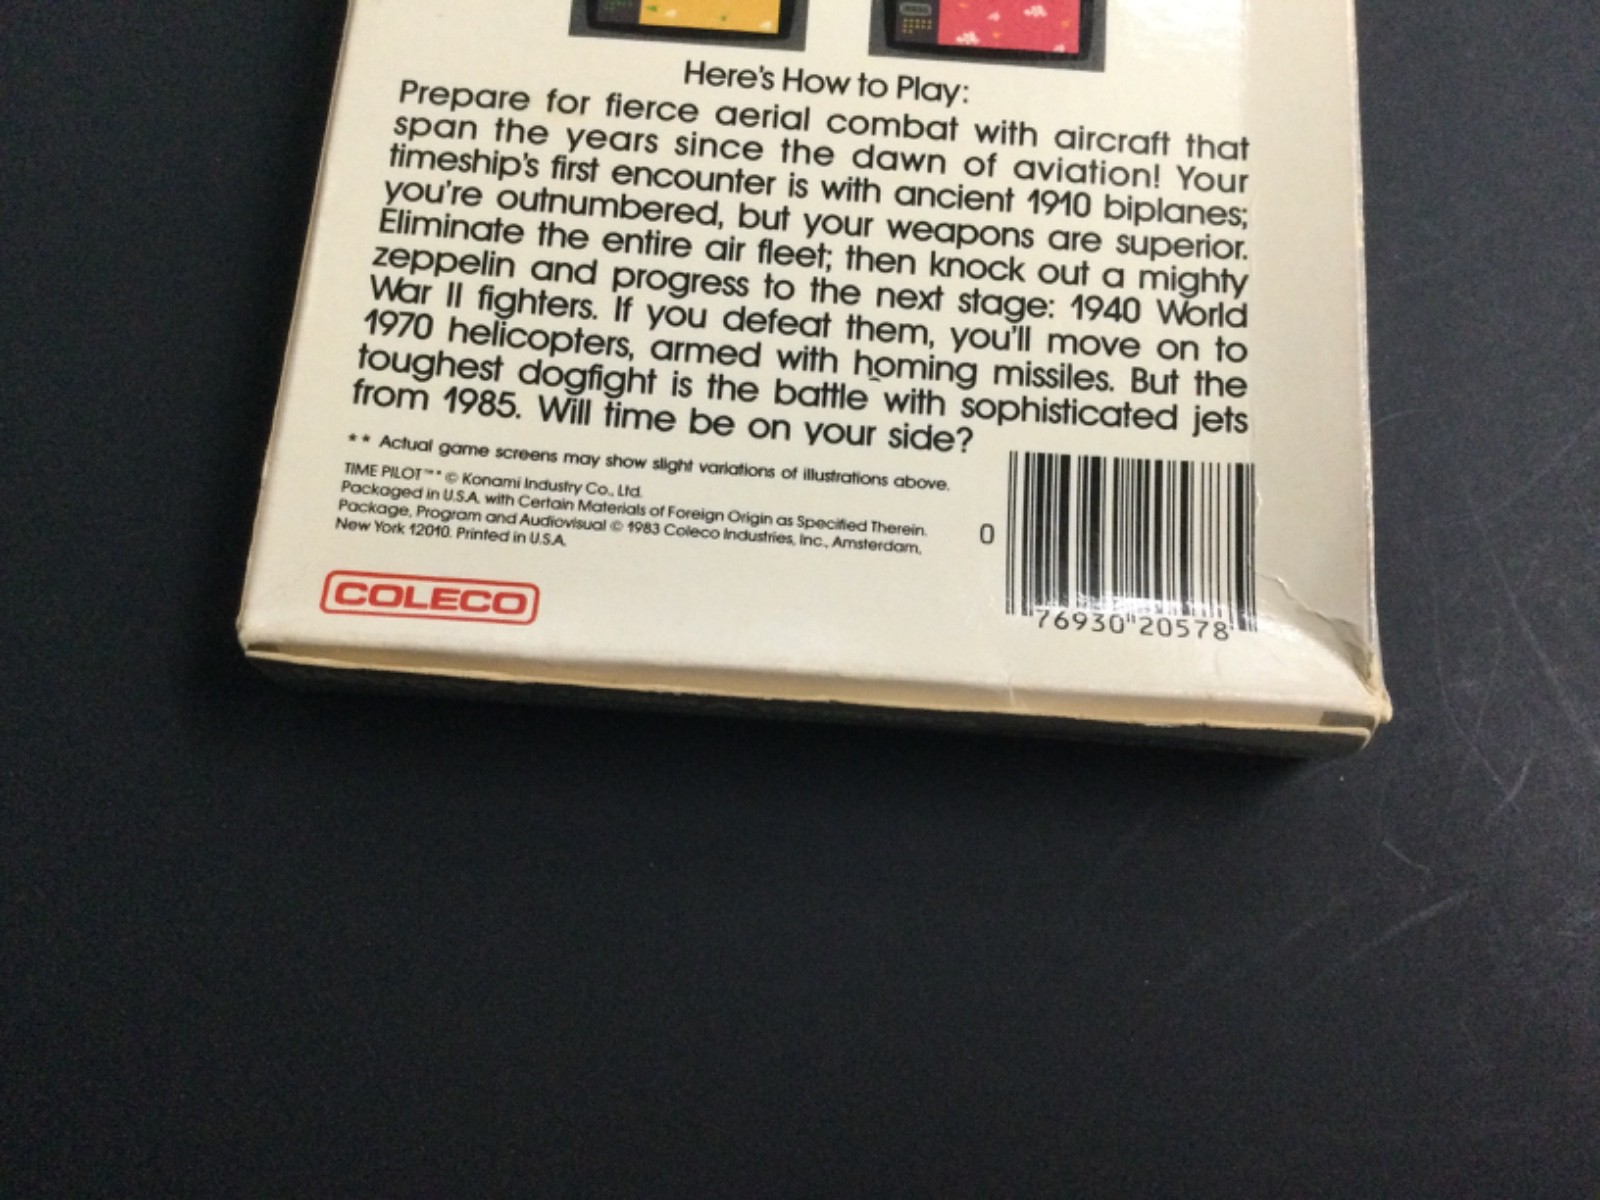 Here's How to Play:
Prepare for fierce aerial combat with aircraft that
span the years since the dawn of aviation! Your
timeship's first encounter is with ancient 1910 biplanes;
you're outnumbered, but your weapons are superior.
Eliminate the entire air fleet; then knock out a mighty
zeppelin and progress to the next stage: 1940 World
War II fighters. If you defeat them, you'll move on to
1970 helicopters, armed with homing missiles. But the
toughest dogfight is the battle with sophisticated jets
from 1985. Will time be on your side?
** Actual game screens may show slight variations of illustrations above.
TIME PILOT™* © Konami Industry Co., Ltd.
Packaged in U.S.A. with Certain Materials of Foreign Origin as Specified Therein.
Package, Program and Audiovisual © 1983 Coleco Industries, Inc., Amsterdam,
New York 12010. Printed in U.S.A.
COLECO
0 76930 20578